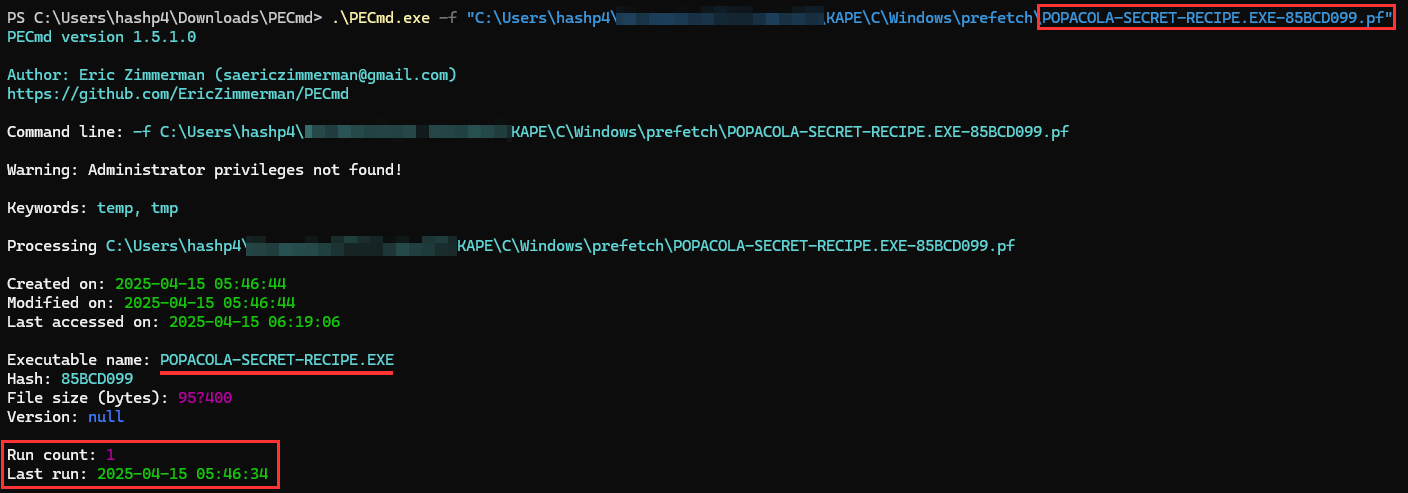 PS C:\Users\hashp4\Downloads\PECmd> .\PECmd.exe -f "C:\Users\hashp4\KAPE\C\Windows\prefetch\POPACOLA-SECRET-RECIPE.EXE-85BCD099.pf"
PECmd version 1.5.1.0
Author: Eric Zimmerman (saericzimmerman@gmail.com)
https://github.com/EricZimmerman/PECmd
Command line: -f C:\Users\hashp4\KAPE\C\Windows\prefetch\POPACOLA-SECRET-RECIPE.EXE-85BCD099.pf
Warning: Administrator privileges not found!
Keywords: temp, tmp
Processing C:\Users\hashp4\KAPE\C\Windows\prefetch\POPACOLA-SECRET-RECIPE.EXE-85BCD099.pf
Created on: 2025-04-15 05:46:44
Modified on: 2025-04-15 05:46:44
Last accessed on: 2025-04-15 06:19:06
Executable name: POPACOLA-SECRET-RECIPE.EXE
Hash: 85BCD099
File size (bytes): 95?400
Version: null
Run count: 1
Last run: 2025-04-15 05:46:34